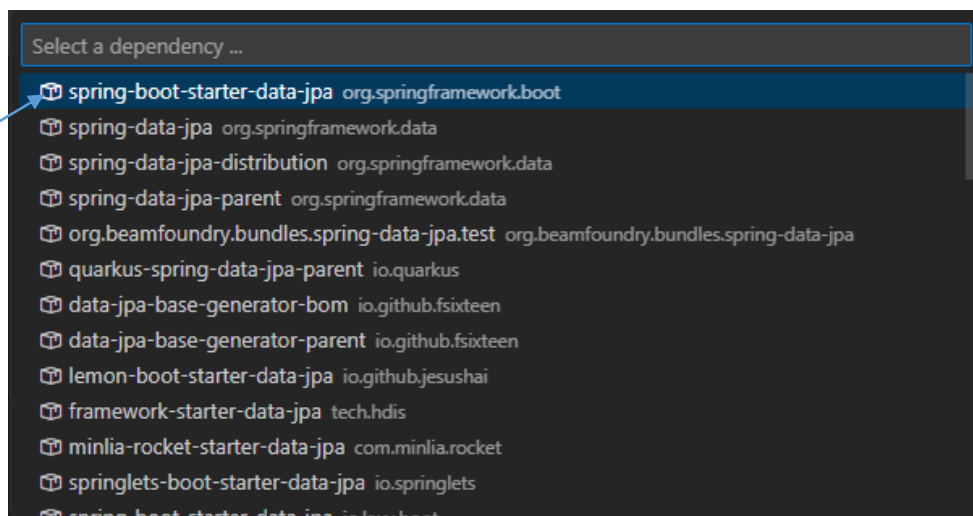 Select a dependency ...
spring-boot-starter-data-jpa org.springframework.boot
spring-data-jpa org.springframework.data
spring-data-jpa-distribution org.springframework.data
spring-data-jpa-parent org.springframework.data
org.beamfoundry.bundles.spring-data-jpa.test org.beamfoundry.bundles.spring-data-jpa
quarkus-spring-data-jpa-parent io.quarkus
data-jpa-base-generator-bom io.github.fsixteen
data-jpa-base-generator-parent io.github.fsixteen
lemon-boot-starter-data-jpa io.github.jesushai
framework-starter-data-jpa tech.hdis
minlia-rocket-starter-data-jpa com.minlia.rocket
springlets-boot-starter-data-jpa io.springlets
spring-boot-starter-data-jpa